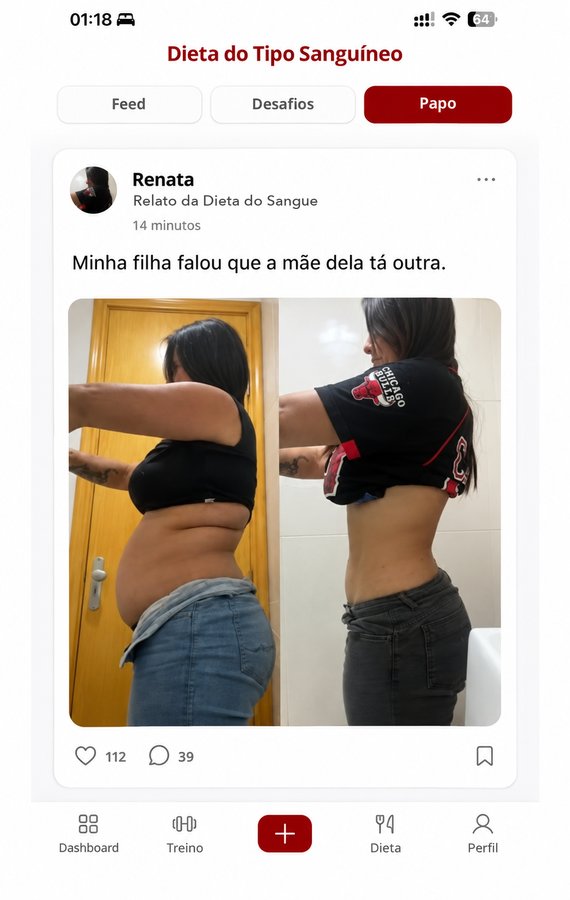 01:18
64
Dieta do Tipo Sanguíneo
Feed
Desafios
Papo
Renata
Relato da Dieta do Sangue
14 minutos
Minha filha falou que a mãe dela tá outra.
CHICAGO
BULLS
112
39
Dashboard
Treino
Dieta
Perfil